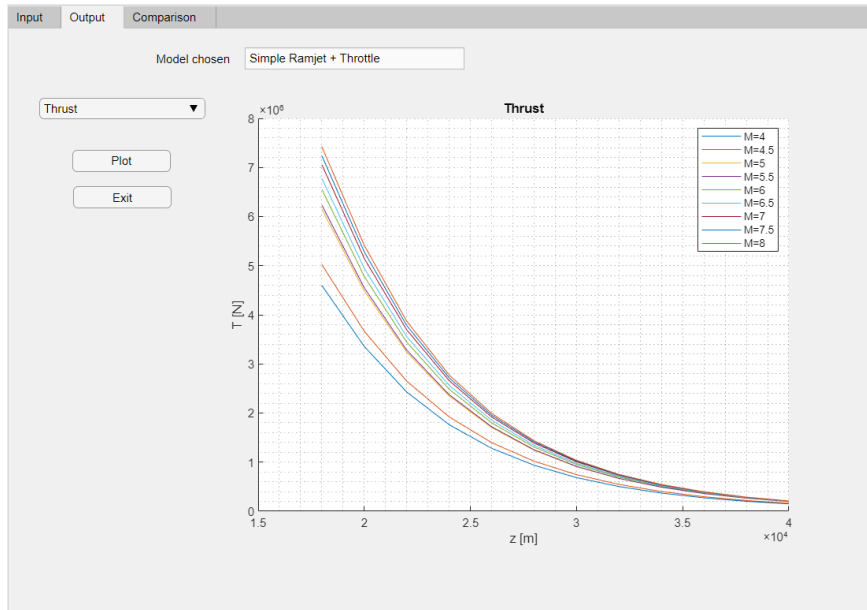 Input Output Comparison
Model chosen Simple Ramjet + Throttle
Thrust
Plot
Exit
Thrust
×10⁶
8
7
6
5
4
3
2
1
0
T [N]
1.5 2 2.5 3 3.5 4
×10⁴
z [m]
M=4
M=4.5
M=5
M=5.5
M=6
M=6.5
M=7
M=7.5
M=8